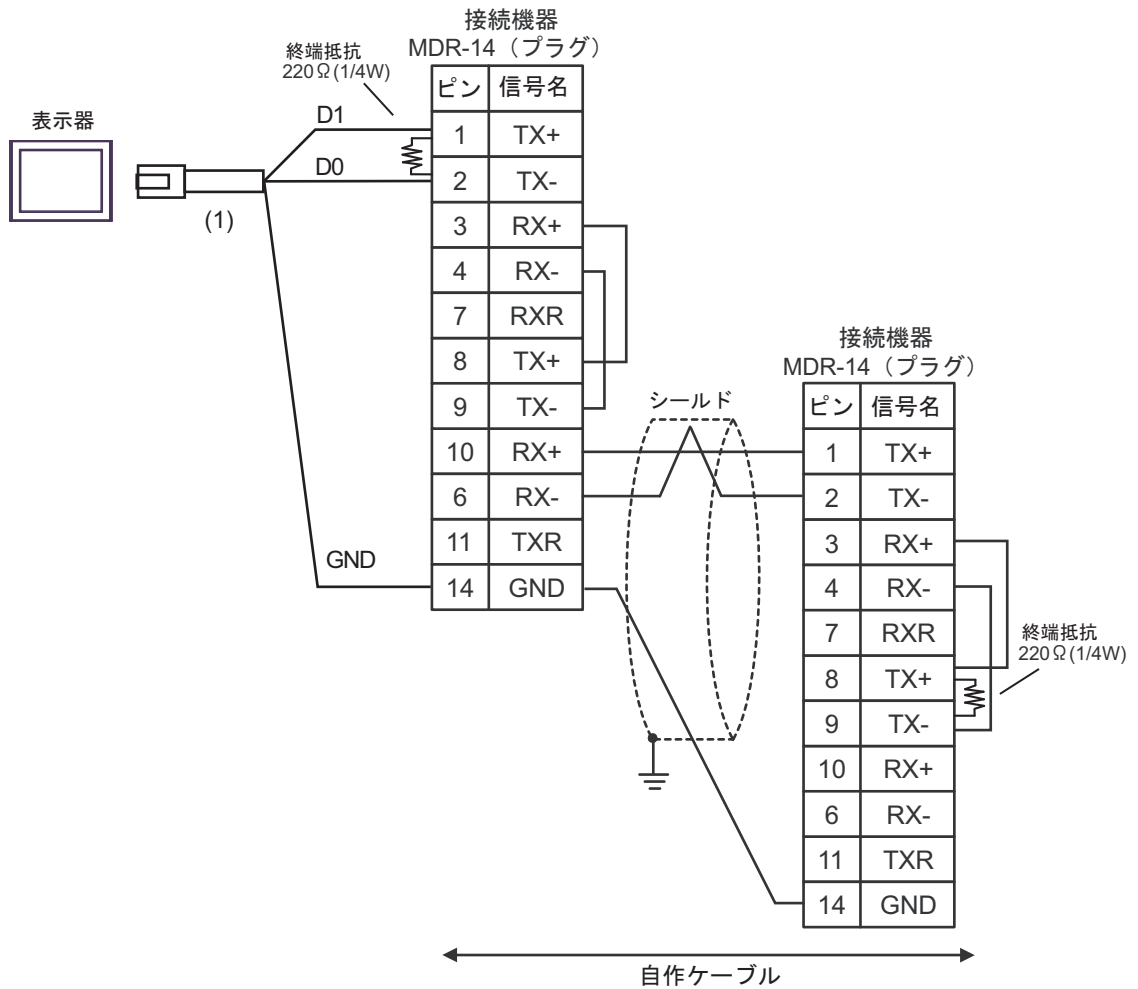 接続機器
MDR-14（プラグ）
終端抵抗
220Ω(1/4W)
表示器
D1
D0
(1)
GND
ピン 信号名
1 TX+
2 TX-
3 RX+
4 RX-
7 RXR
8 TX+
9 TX-
10 RX+
6 RX-
11 TXR
14 GND
シールド
接続機器
MDR-14（プラグ）
ピン 信号名
1 TX+
2 TX-
3 RX+
4 RX-
7 RXR
8 TX+
9 TX-
10 RX+
6 RX-
11 TXR
14 GND
終端抵抗
220Ω(1/4W)
自作ケーブル